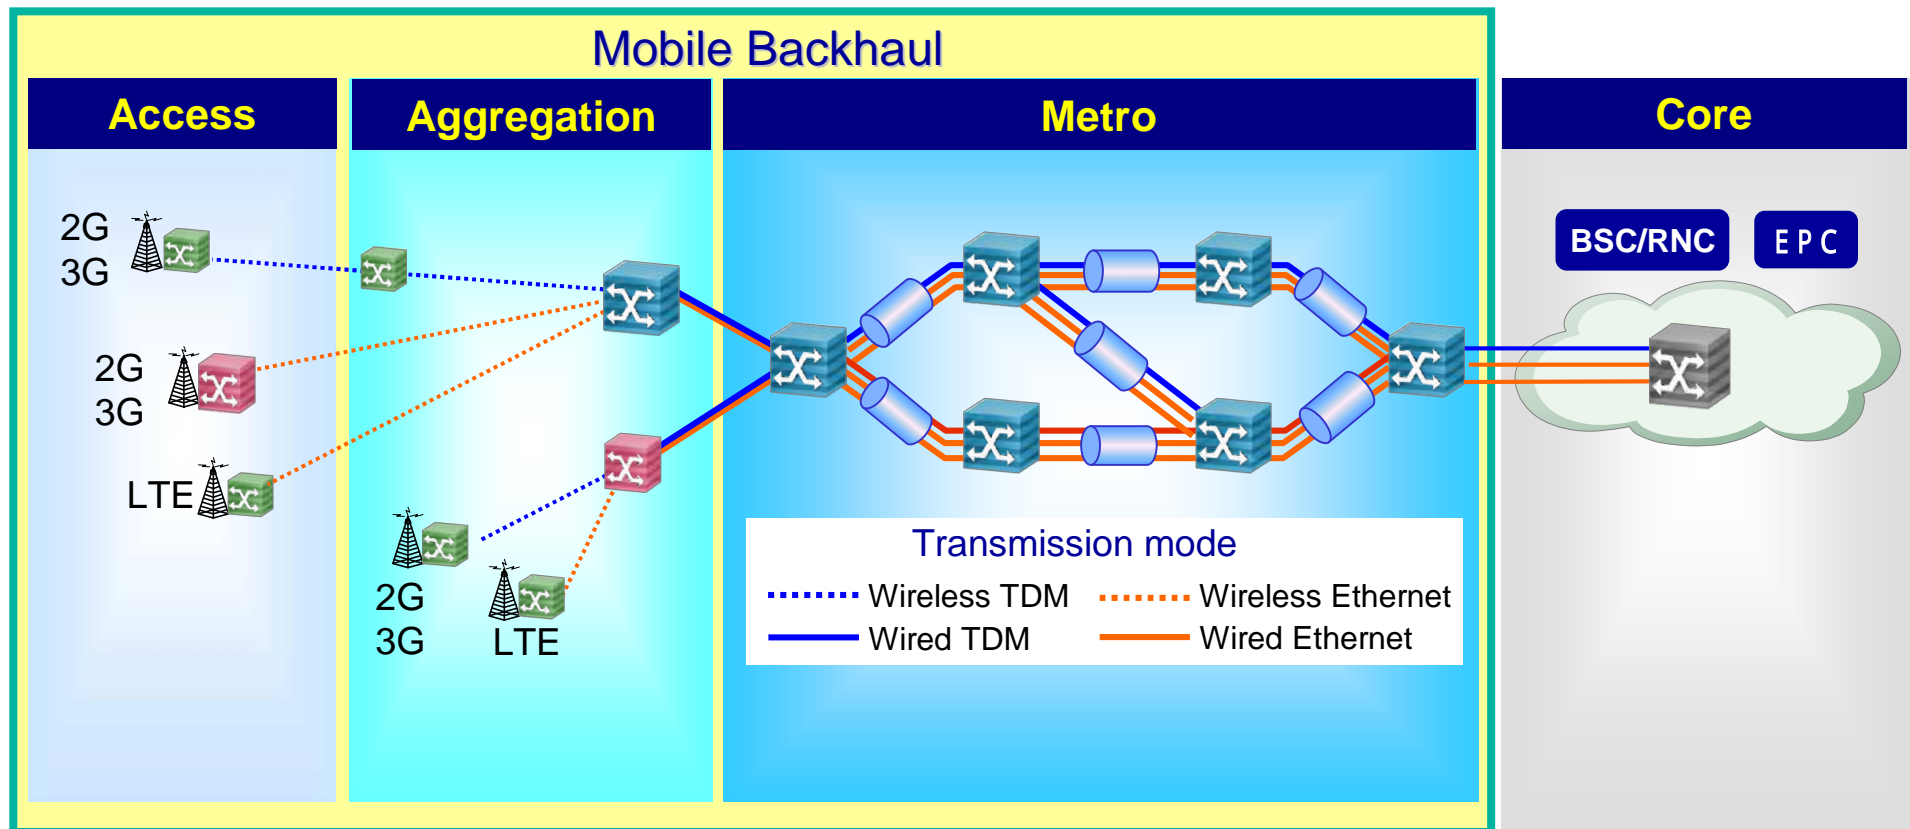 Mobile Backhaul
Access
Aggregation
Metro
Core
2G
3G
2G
3G
LTE
2G
3G
LTE
BSC/RNC
EPC
Transmission mode
Wireless TDM
Wireless Ethernet
Wired TDM
Wired Ethernet